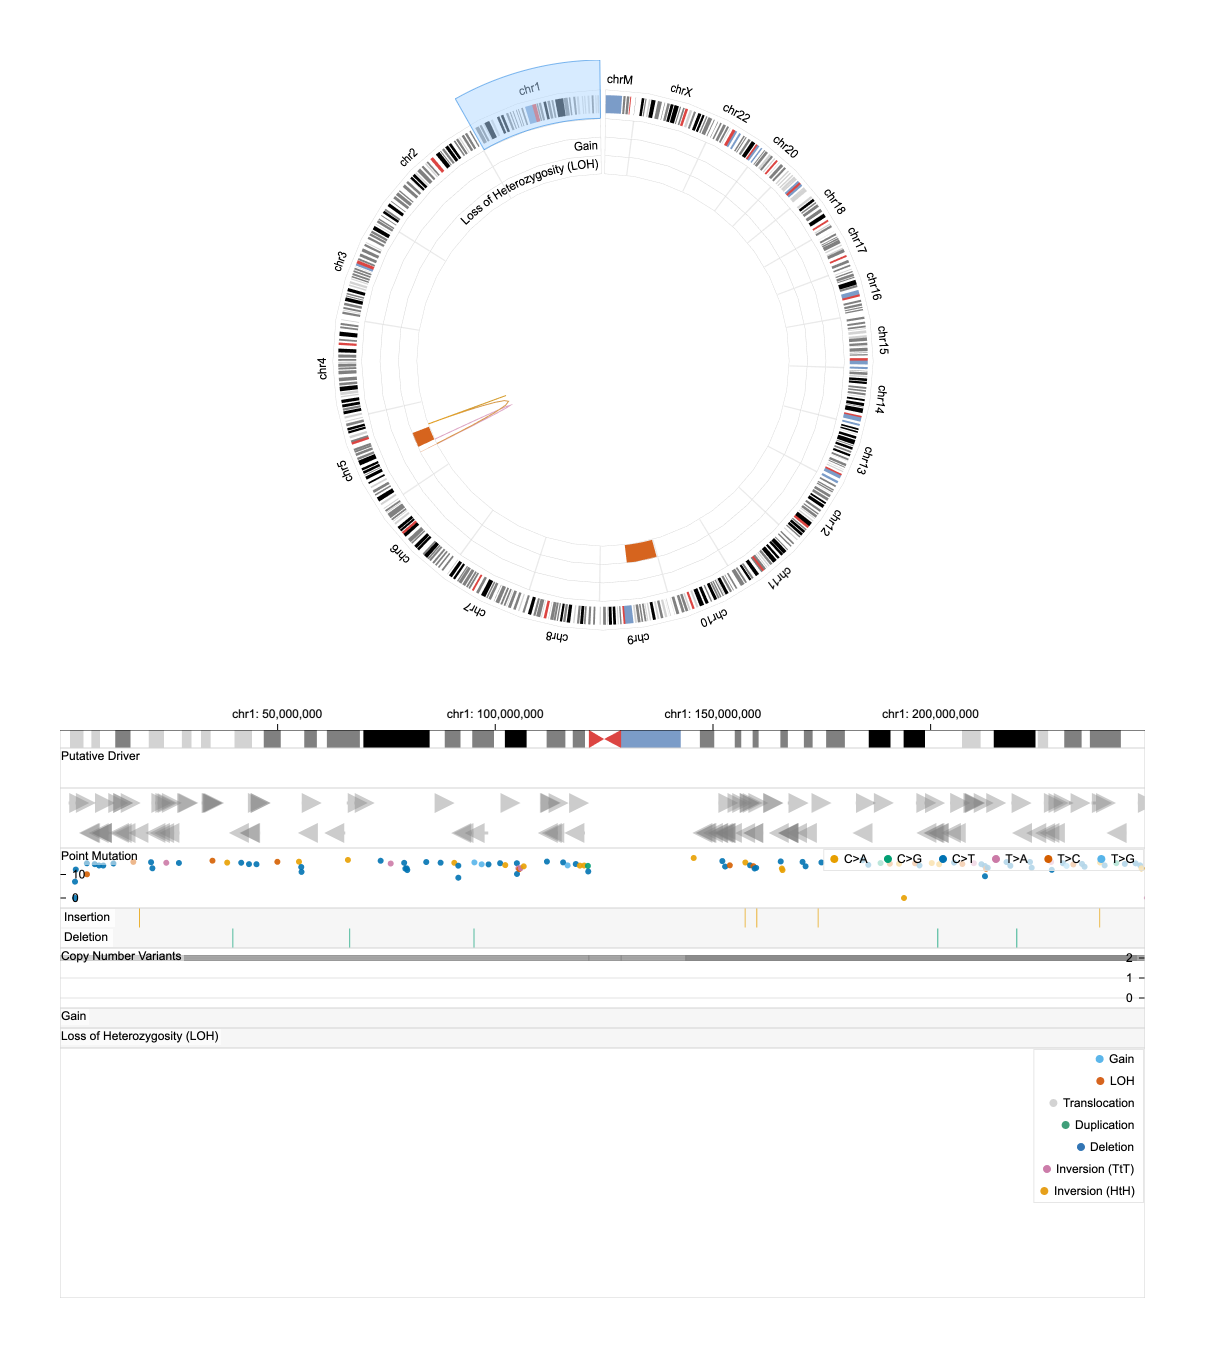 chr1
chrM
chrX
chr22
chr20
chr18
chr17
chr16
chr15
chr14
chr13
chr12
chr11
chr10
chr9
chr8
chr7
chr6
chr5
chr4
chr3
chr2
Gain
Loss of Heterozygosity (LOH)
chr1: 50,000,000 chr1: 100,000,000 chr1: 150,000,000 chr1: 200,000,000
Putative Driver
Point Mutation C>A C>G C>T T>A T>C T>G
10
0
Insertion
Deletion
Copy Number Variants 2
1
0
Gain
Loss of Heterozygosity (LOH)
Gain
LOH
Translocation
Duplication
Deletion
Inversion (TtT)
Inversion (HtH)